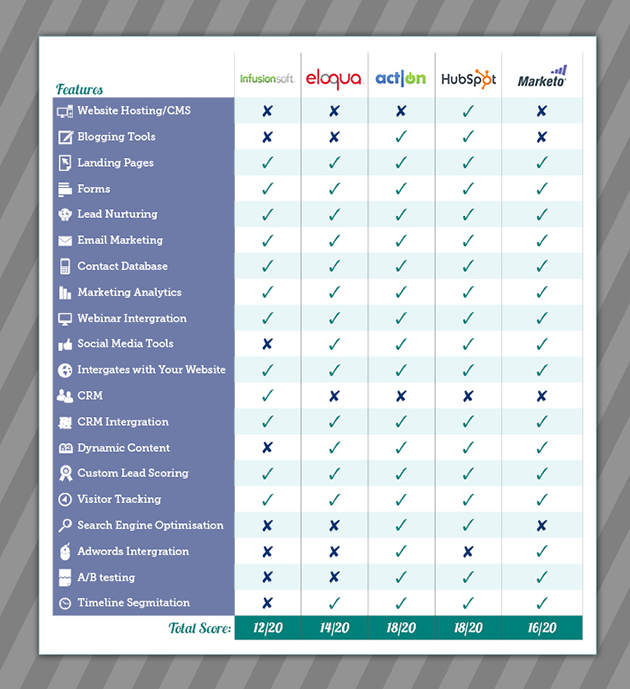 Features Infusionsoft. eloqua. act|on HubSpot Marketo
Website Hosting/CMS ✘ ✘ ✘ ✓ ✘
Blogging Tools ✘ ✘ ✓ ✓ ✘
Landing Pages ✓ ✓ ✓ ✓ ✓
Forms ✓ ✓ ✓ ✓ ✓
Lead Nurturing ✓ ✓ ✓ ✓ ✓
Email Marketing ✓ ✓ ✓ ✓ ✓
Contact Database ✓ ✓ ✓ ✓ ✓
Marketing Analytics ✓ ✓ ✓ ✓ ✓
Webinar Intergration ✓ ✓ ✓ ✓ ✓
Social Media Tools ✘ ✓ ✓ ✓ ✓
Intergates with Your Website ✓ ✓ ✓ ✓ ✓
CRM ✓ ✘ ✘ ✘ ✘
CRM Intergration ✓ ✓ ✓ ✓ ✓
Dynamic Content ✘ ✓ ✓ ✓ ✓
Custom Lead Scoring ✓ ✓ ✓ ✓ ✓
Visitor Tracking ✓ ✓ ✓ ✓ ✓
Search Engine Optimisation ✘ ✘ ✓ ✓ ✘
Adwords Intergration ✘ ✘ ✓ ✘ ✓
A/B testing ✘ ✘ ✓ ✓ ✓
Timeline Segmitation ✘ ✓ ✓ ✓ ✓
Total Score: 12/20 14/20 18/20 18/20 16/20